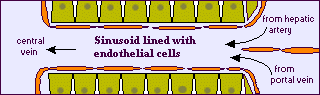 from hepatic
artery
central
vein
Sinusoid lined with
endothelial cells
from
portal vein